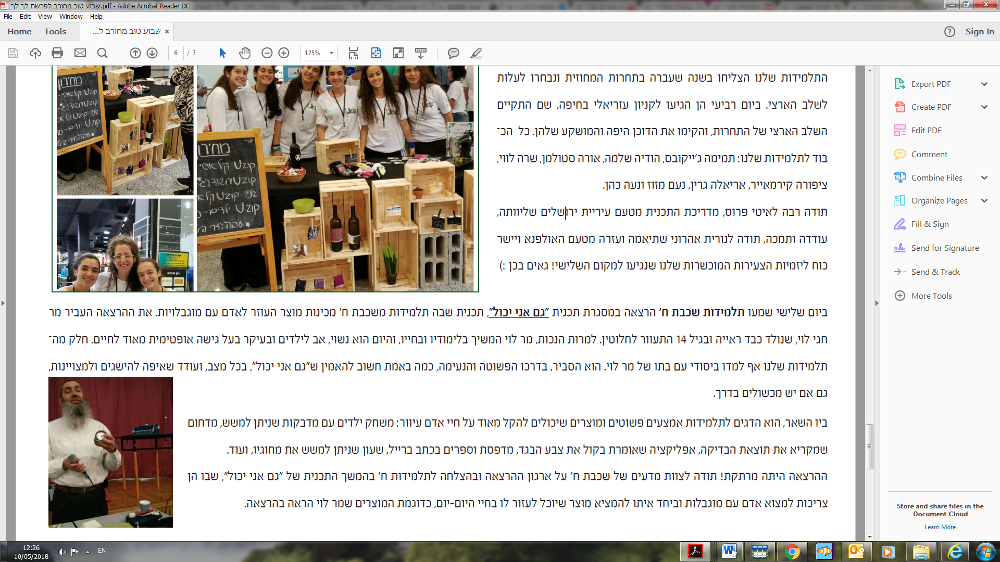 שבוע טוב מחורב לפרשת לך לך.pdf - Adobe Acrobat Reader DC
File Edit View Window Help
Home Tools שבוע טוב מחורב ל... × Sign In
6 / 7 125%
מחירון
קלאסי-
משודרג-
מחירון
קופצU קלאסי
קופצU משודרג
ילדים-
Uzip
התלמידות שלנו הצליחו בשנה שעברה בתחרות המחוזית ונבחרו לעלות
לשלב הארצי. ביום רביעי הן הגיעו לקניון עזריאלי בחיפה, שם התקיים
השלב הארצי של התחרות, והקימו את הדוכן היפה והמושקע שלהן. כל הכ־
בוד לתלמידות שלנו: תמימה ג'ייקובס, הודיה שלמה, אורה סטולמן, שרה לווי,
ציפורה קירמאייר, אריאלה גרין, נעם מזוז ונעה כהן.
תודה רבה לאיטי פרוס, מדריכת התכנית מטעם עיריית ירושלים שליוותה,
עודדה ותמכה, תודה לנורית אהרוני שתיאמה ועזרה מטעם האולפנא ויישר
כוח ליזמיות הצעירות המוכשרות שלנו שנגיעו למקום השלישי! גאים בכן :)
ביום שלישי שמעו תלמידות שכבת ח' הרצאה במסגרת תכנית "גם אני יכול", תכנית שבה תלמידות משכבת ח' מכינות מוצר העוזר לאדם עם מוגבלויות. את ההרצאה העביר מר
חגי לוי, שנולד כבד ראייה ובגיל 14 התעוור לחלוטין. למרות הנכות, מר לוי המשיך בלימודיו ובחייו, והיום הוא נשוי, אב לילדים ובעיקר בעל גישה אופטימית מאוד לחיים. חלק מה־
תלמידות שלנו אף למדו ביסודי עם בתו של מר לוי. הוא הסביר, בדרכו הפשוטה והנעימה, כמה באמת חשוב להאמין ש"גם אני יכול", בכל מצב, ועודד שאיפה להישגים ולמצויינות,
גם אם יש מכשולים בדרך.
ביו השאר, הוא הדגים לתלמידות אמצעים פשוטים ומוצרים שיכולים להקל מאוד על חיי אדם עיוור: משחק ילדים עם מדבקות שניתן למשש, מדחום
שמקריא את תוצאת הבדיקה, אפליקציה שאומרת בקול את צבע הבגד, מדפסת וספרים בכתב ברייל, שעון שניתן למשש את מחוגיו, ועוד.
ההרצאה היתה מרתקת! תודה לצוות מדעים של שכבת ח' על ארגון ההרצאה ובהצלחה לתלמידות ח' בהמשך התכנית של "גם אני יכול", שבו הן
צריכות למצוא אדם עם מוגבלות וביחד איתו להמציא מוצר שיוכל לעזור לו בחיי היום-יום, כדוגמת המוצרים שמר לוי הראה בהרצאה.
Export PDF
Create PDF
Edit PDF
Comment
Combine Files
Organize Pages
Fill & Sign
Send for Signature
Send & Track
More Tools
Store and share files in the
Document Cloud
Learn More
12:26
10/05/2018
EN